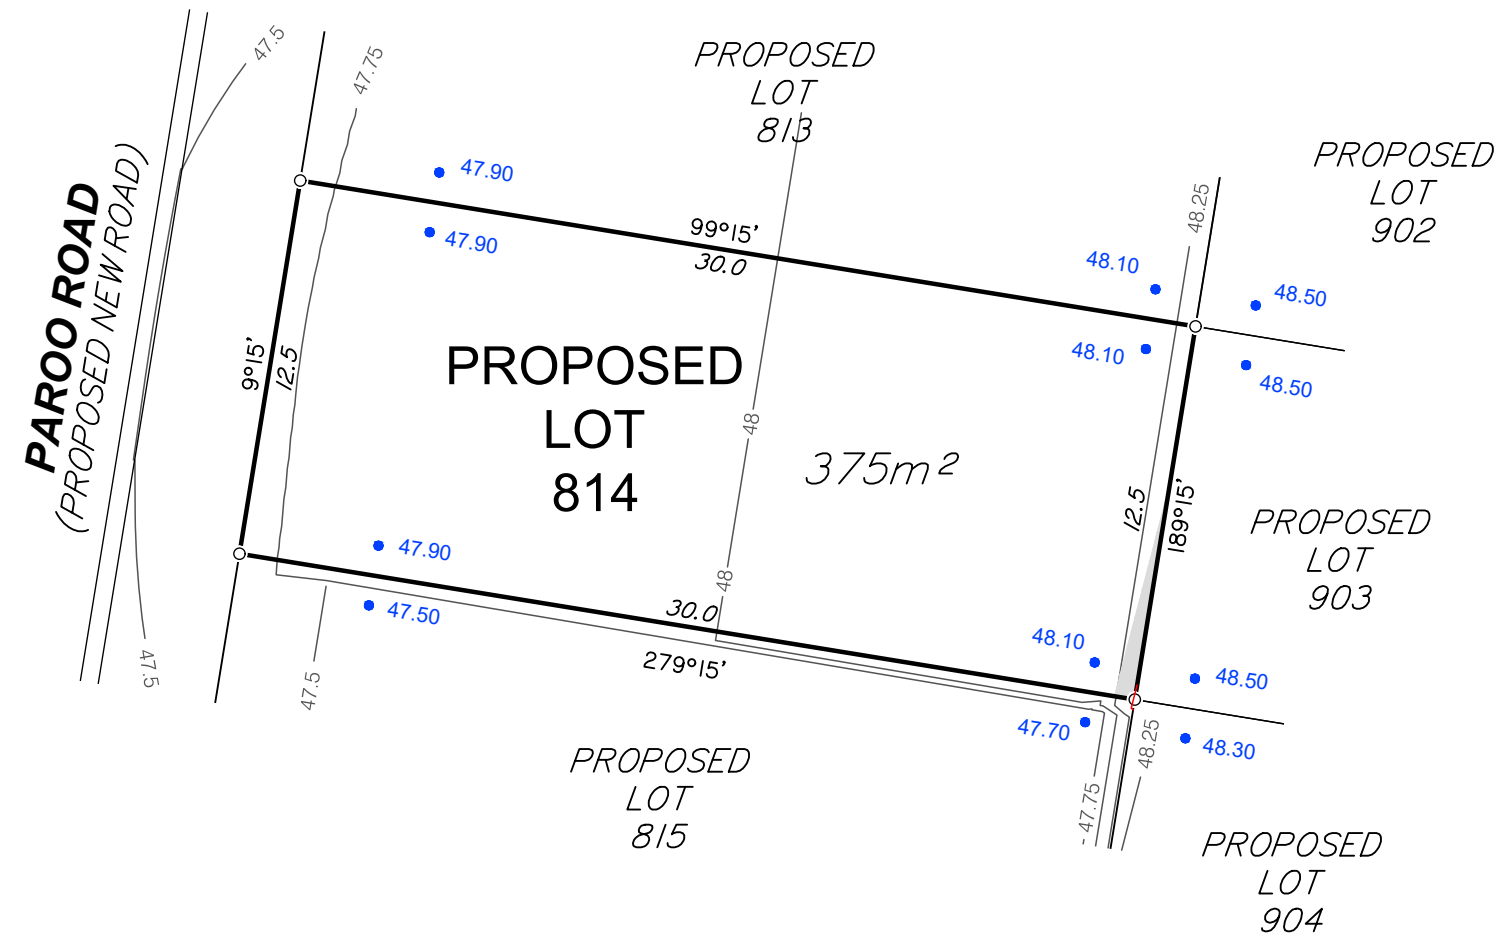 47.5
47.75
PROPOSED
LOT
813
PROPOSED
LOT
902
47.90
48.25
PAROO ROAD
(PROPOSED NEW ROAD)
99°15'
30.0
47.90
48.10
48.50
48.10
48.50
9°15'
12.5
PROPOSED
LOT
814
48
375m²
12.5
189°15'
PROPOSED
LOT
903
47.90
48
47.50
30.0
279°15'
48.10
48.50
47.5
47.5
47.70
48.25
48.30
PROPOSED
LOT
815
47.75
PROPOSED
LOT
904